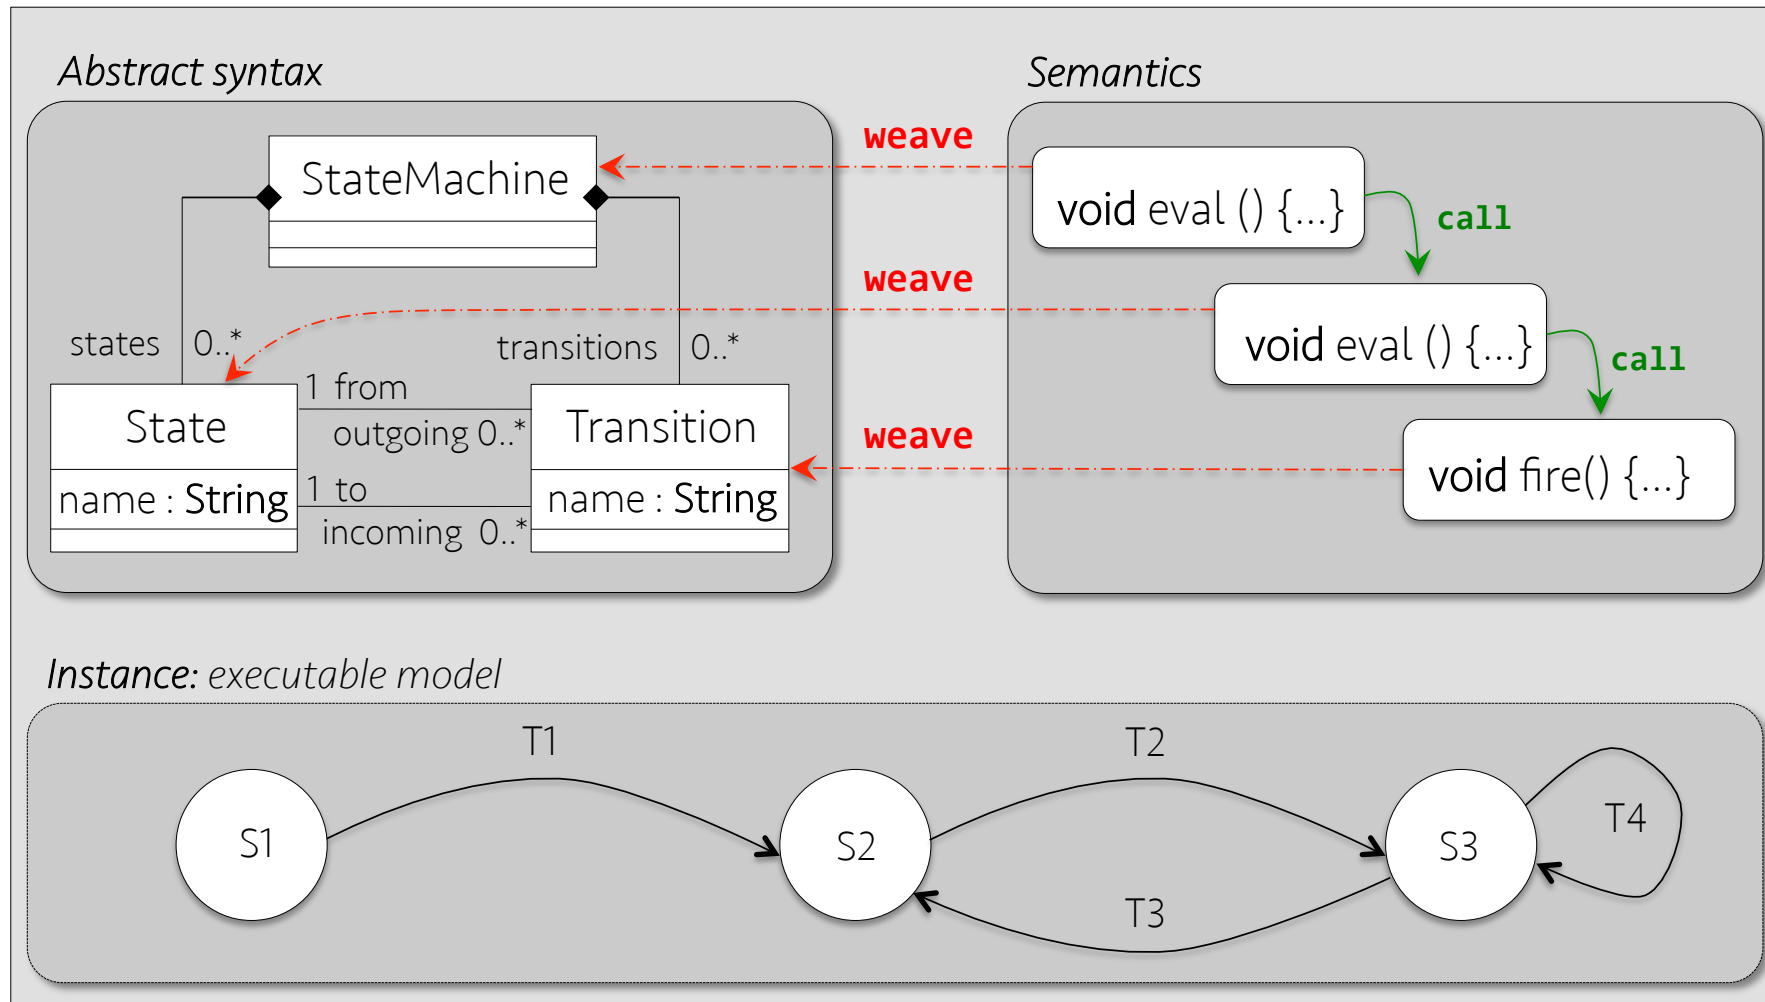 Abstract syntax
StateMachine
states 0..*
transitions 0..*
State
name : String
1 from
outgoing 0..*
1 to
incoming 0..*
Transition
name : String
weave
weave
weave
Semantics
void eval () {...}
call
void eval () {...}
call
void fire() {...}
Instance: executable model
T1
T2
S1
S2
S3
T4
T3